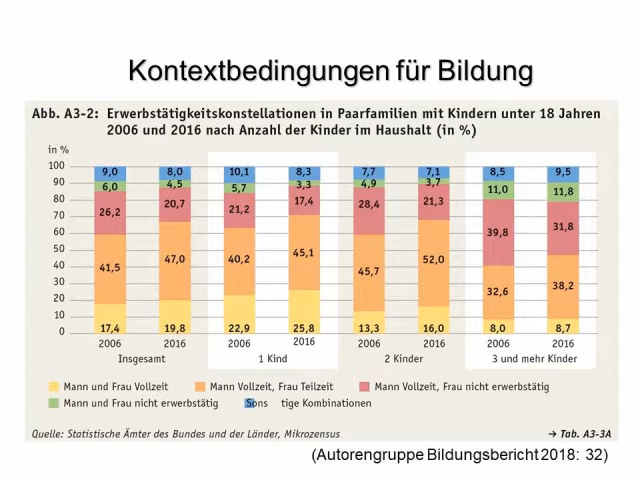 Kontextbedingungen für Bildung
Abb. A3-2: Erwerbstätigkeitskonstellationen in Paarfamilien mit Kindern unter 18 Jahren
2006 und 2016 nach Anzahl der Kinder im Haushalt (in %)
in %
100
90
80
70
60
50
40
30
20
10
0
9,0 8,0 10,1 8,3 7,7 7,1 8,5 9,5
6,0 4,5 5,7 3,3 4,9 3,7 11,0 11,8
26,2 20,7 21,2 17,4 28,4 21,3 39,8 31,8
41,5 47,0 40,2 45,1 45,7 52,0 32,6 38,2
17,4 19,8 22,9 25,8 13,3 16,0 8,0 8,7
2006 2016 2006 2016 2006 2016 2006 2016
Insgesamt 1 Kind 2 Kinder 3 und mehr Kinder
Mann und Frau Vollzeit Mann Vollzeit, Frau Teilzeit Mann Vollzeit, Frau nicht erwerbstätig
Mann und Frau nicht erwerbstätig Sons tige Kombinationen
Quelle: Statistische Ämter des Bundes und der Länder, Mikrozensus → Tab. A3-3A
(Autorengruppe Bildungsbericht 2018: 32)